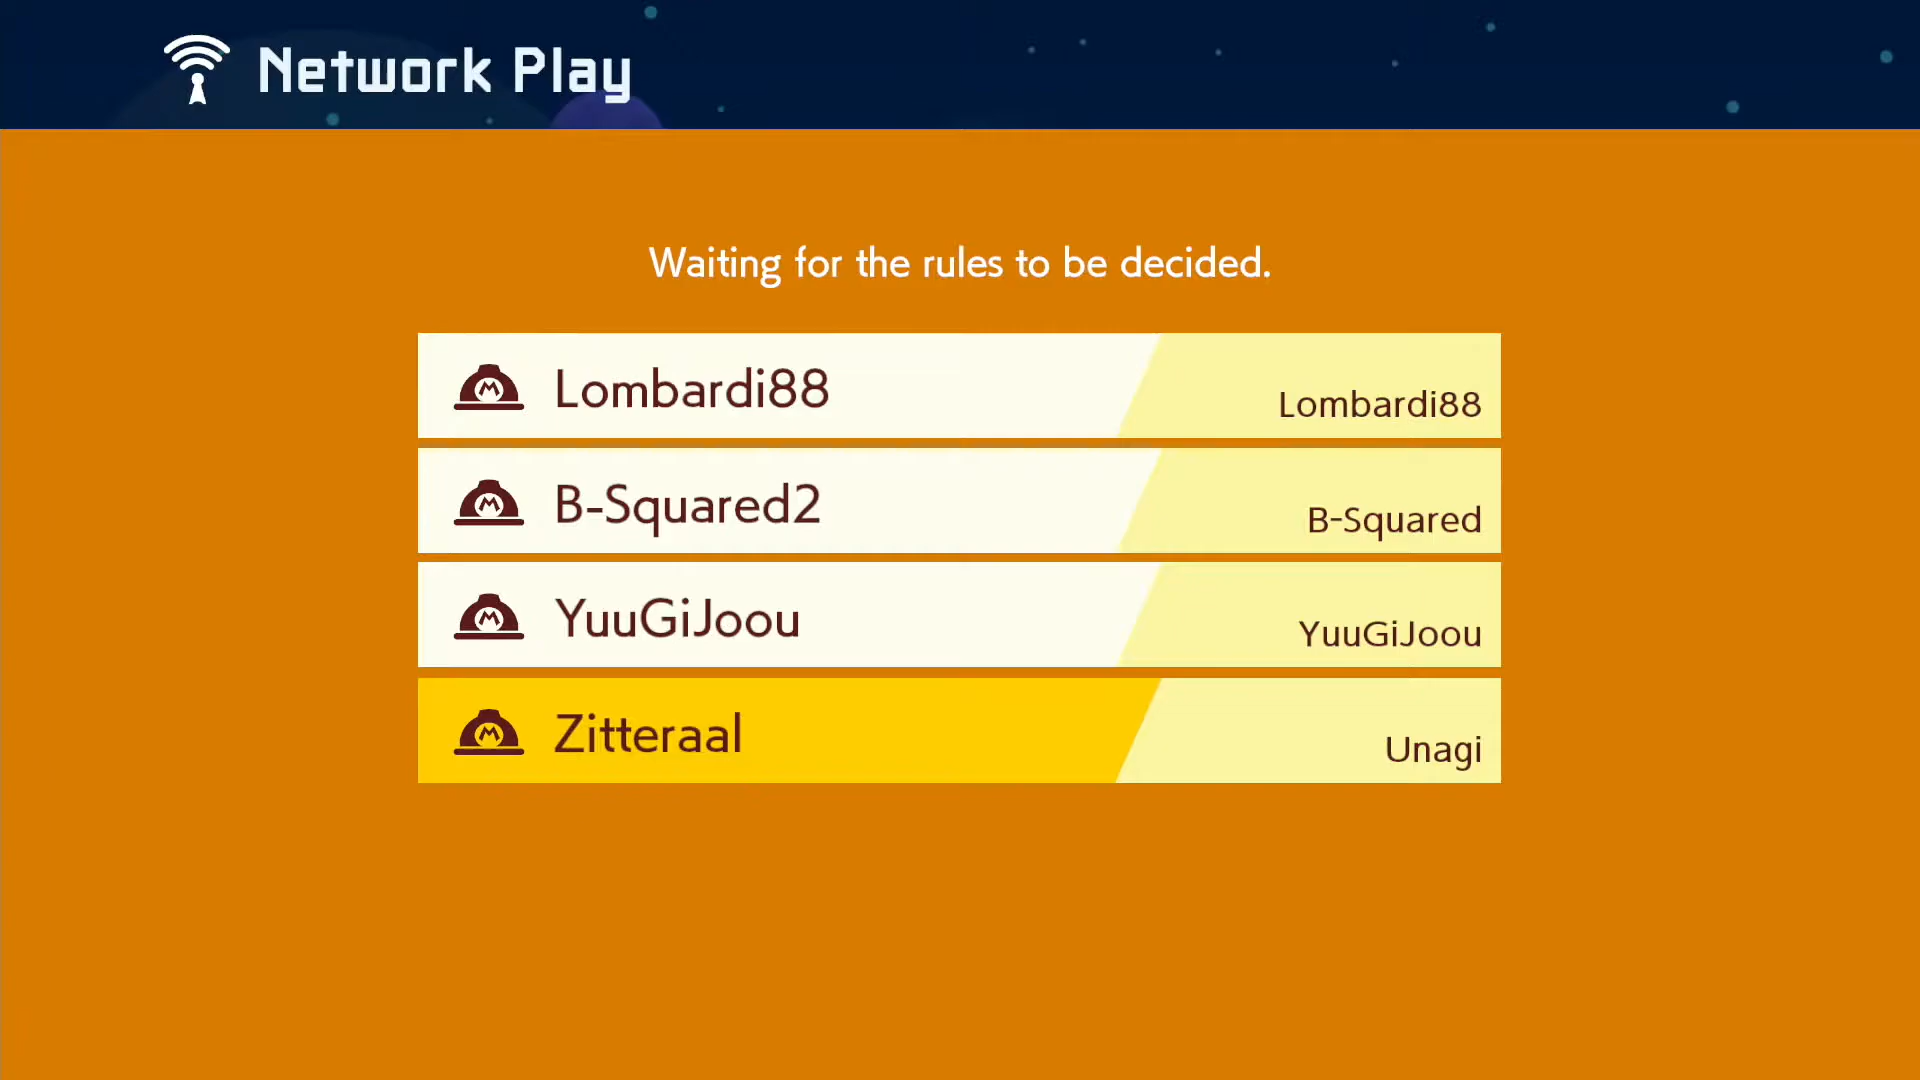 Network Play
Waiting for the rules to be decided.
Lombardi88
Lombardi88
B-Squared2
B-Squared
YuuGiJoou
YuuGiJoou
Zitteraal
Unagi